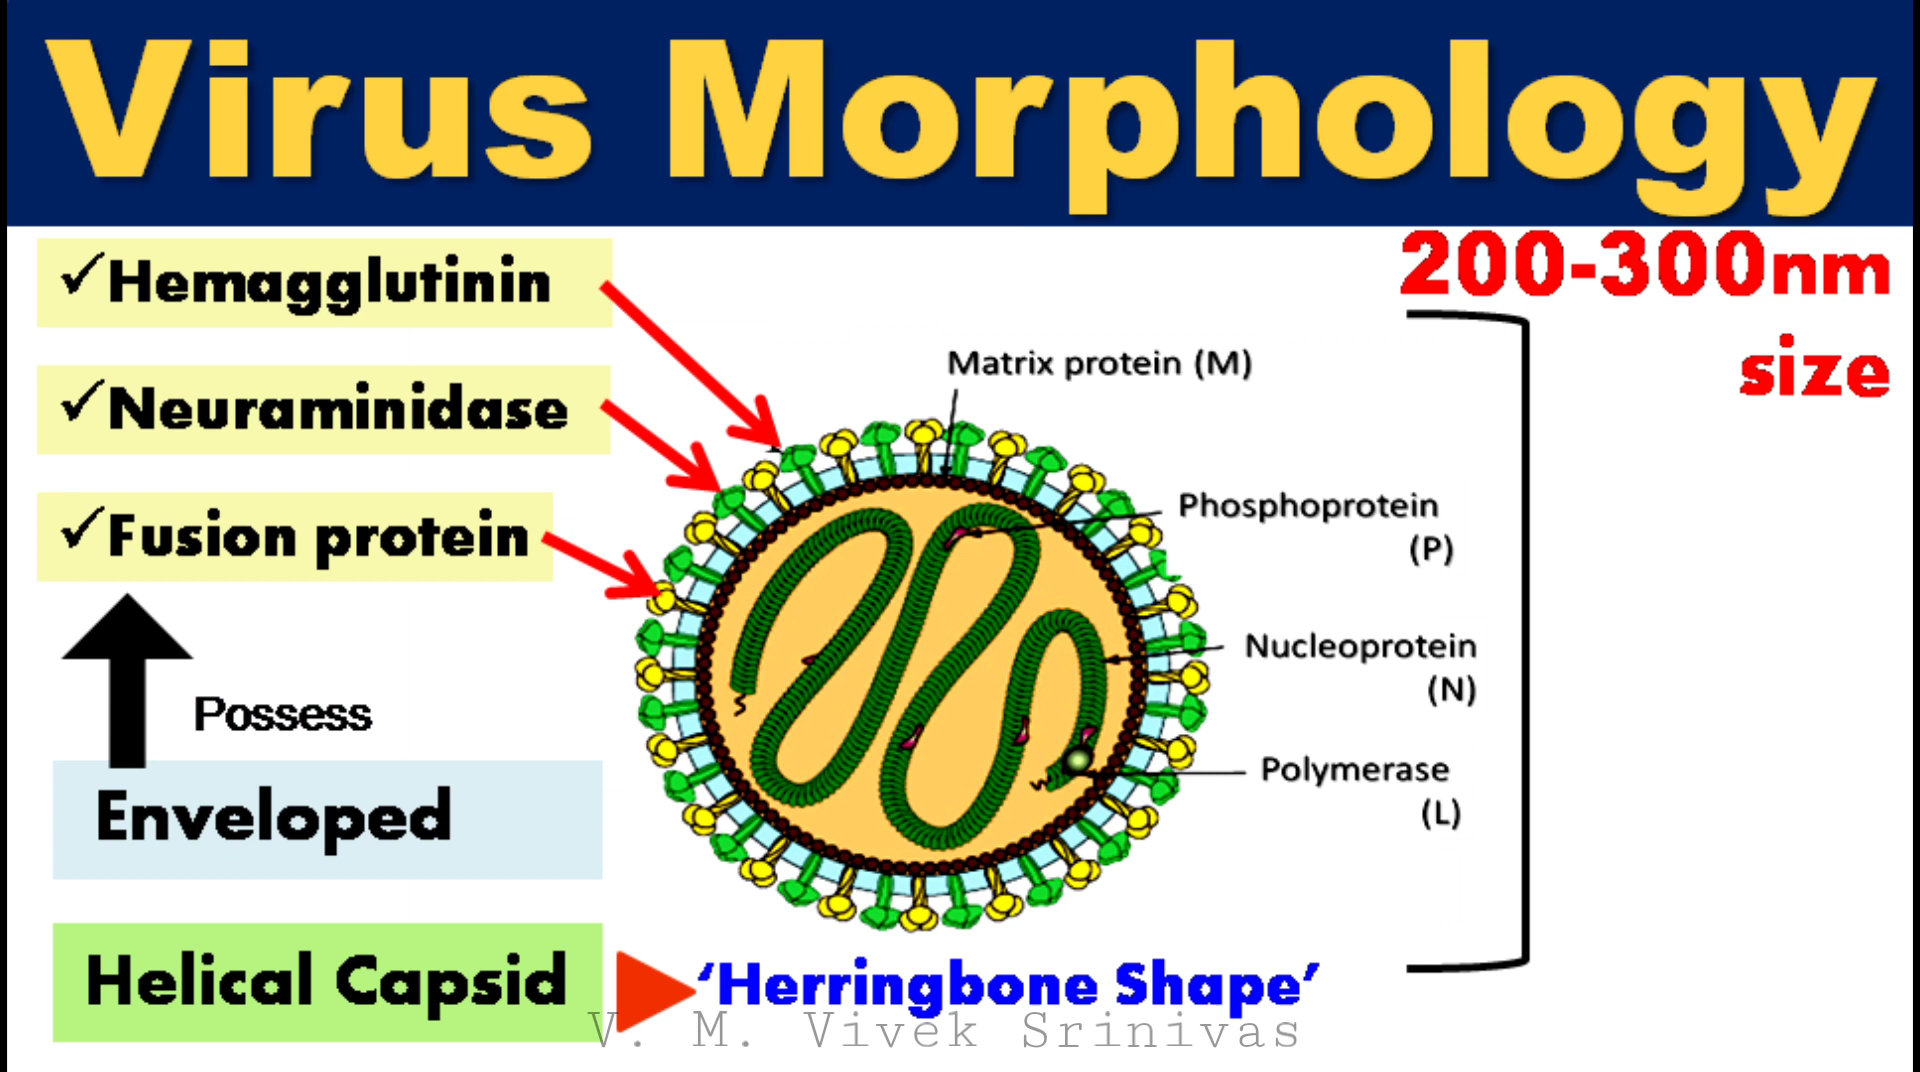 Virus Morphology
✓Hemagglutinin
✓Neuraminidase
✓Fusion protein
Possess
Enveloped
Helical Capsid
‘Herringbone Shape’
200-300nm
size
Matrix protein (M)
Phosphoprotein
(P)
Nucleoprotein
(N)
Polymerase
(L)
V. M. Vivek Srinivas